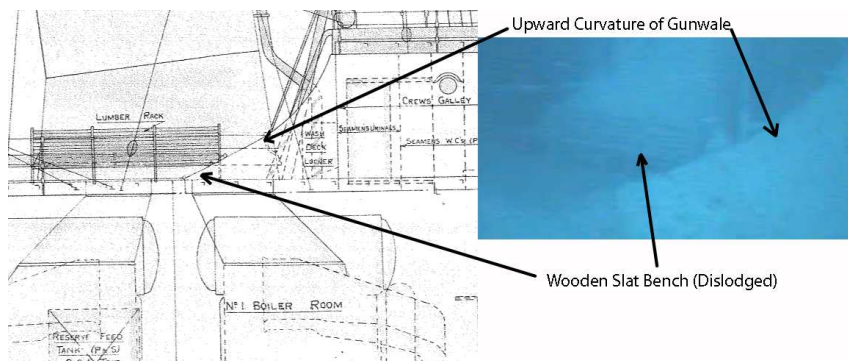 Upward Curvature of Gunwale
LUMBER RACK
CREWS' GALLEY
WASH
DECK
LOCKER
SEAMENS URINALS
SEAMENS W.C's (P
Wooden Slat Bench (Dislodged)
Nº 1 BOILER ROOM
RESERVE FEED
TANK (P&S)